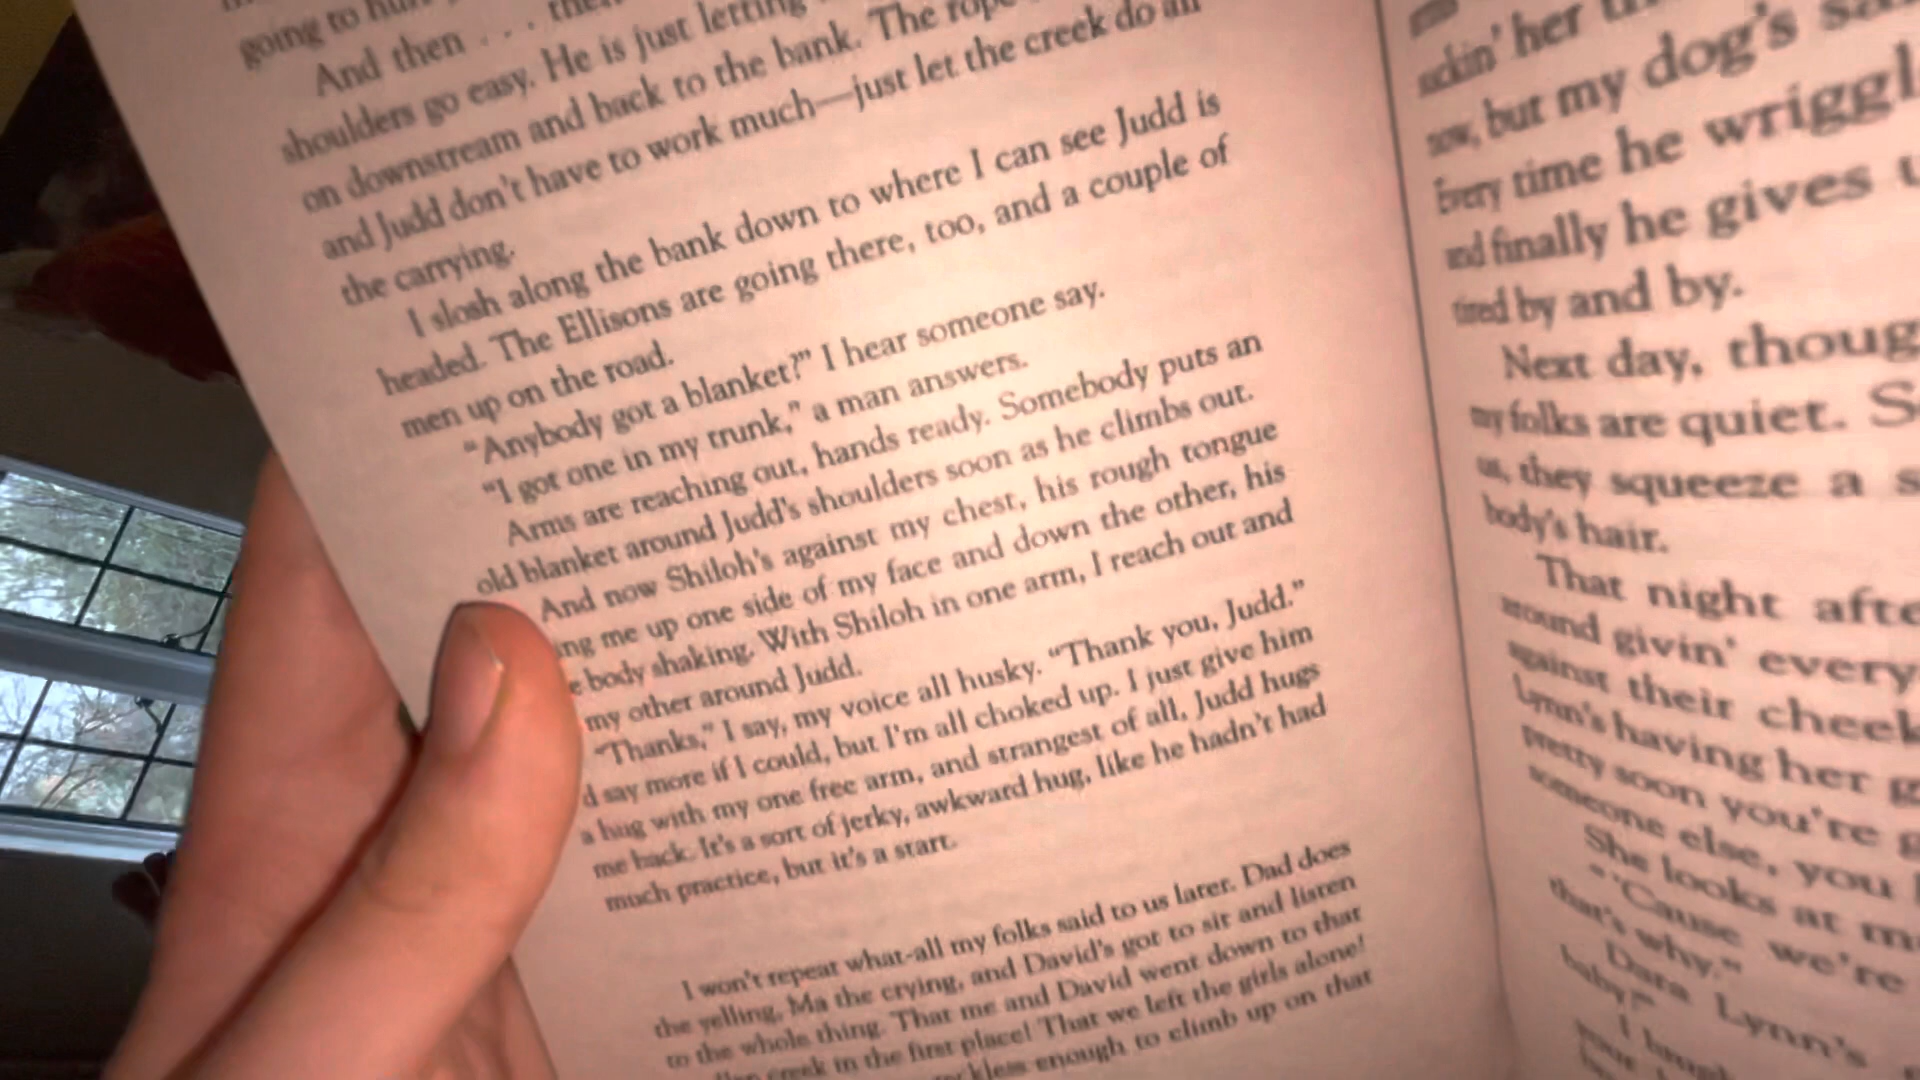 going to hurt
And then . . . then
shoulders go easy. He is just letting
on downstream and back to the bank. The rope
and Judd don't have to work much—just let the creek do all
the carrying.
I slosh along the bank down to where I can see Judd is
headed. The Ellisons are going there, too, and a couple of
men up on the road.
"Anybody got a blanket?" I hear someone say.
"I got one in my trunk," a man answers.
Arms are reaching out, hands ready. Somebody puts an
old blanket around Judd's shoulders soon as he climbs out.
And now Shiloh's against my chest, his rough tongue
ing me up one side of my face and down the other, his
e body shaking. With Shiloh in one arm, I reach out and
my other around Judd.
"Thanks," I say, my voice all husky. "Thank you, Judd."
d say more if I could, but I'm all choked up. I just give him
a hug with my one free arm, and strangest of all, Judd hugs
me back. It's a sort of jerky, awkward hug, like he hadn't had
much practice, but it's a start.
I won't repeat what-all my folks said to us later. Dad does
the yelling, Ma the crying, and David's got to sit and listen
to the whole thing. That me and David went down to that
creek in the first place! That we left the girls alone!
enough to climb up on that
her
now, but my dog's
Every time he wriggl
and finally he gives u
tired by and by.
Next day, thoug
my folks are quiet. S
us, they squeeze a s
body's hair.
That night afte
around givin' every
against their cheek
Lynn's having her g
pretty soon you're g
someone else, you
She looks at m
"'Cause we're
that's why."
Dara Lynn's
baby?"
I